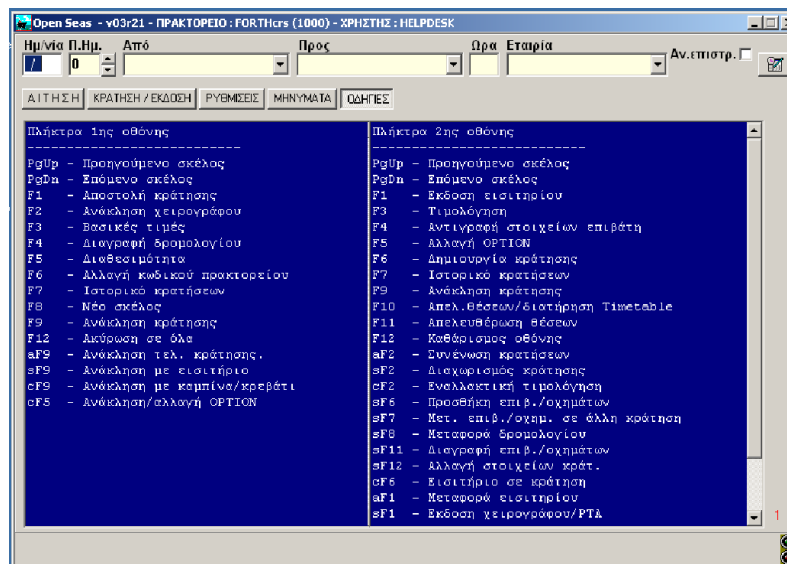 Open Seas - v03r21 - ΠΡΑΚΤΟΡΕΙΟ : FORTHcrs (1000) - ΧΡΗΣΤΗΣ : HELPDESK
Ημ/νία Π.Ημ. Από Προς Ωρα Εταιρία Αν.επιστρ.
/ 0
ΑΙΤΗΣΗ ΚΡΑΤΗΣΗ / ΕΚΔΟΣΗ ΡΥΘΜΙΣΕΙΣ ΜΗΝΥΜΑΤΑ ΟΔΗΓΙΕΣ
Πλήκτρα 1ης οθόνης
---------------------------
PgUp - Προηγούμενο σκέλος
PgDn - Επόμενο σκέλος
F1 - Αποστολή κράτησης
F2 - Ανάκληση χειρογράφου
F3 - Βασικές τιμές
F4 - Διαγραφή δρομολογίου
F5 - Διαθεσιμότητα
F6 - Αλλαγή κωδικού πρακτορείου
F7 - Ιστορικό κρατήσεων
F8 - Νέο σκέλος
F9 - Ανάκληση κράτησης
F12 - Ακύρωση σε όλα
aF9 - Ανάκληση τελ. κράτησης.
sF9 - Ανάκληση με εισιτήριο
cF9 - Ανάκληση με καμπίνα/κρεβάτι
cF5 - Ανάκληση/αλλαγή OPTION
Πλήκτρα 2ης οθόνης
---------------------------
PgUp - Προηγούμενο σκέλος
PgDn - Επόμενο σκέλος
F1 - Εκδοση εισιτηρίου
F3 - Τιμολόγηση
F4 - Αντιγραφή στοιχείων επιβάτη
F5 - Αλλαγή OPTION
F6 - Δημιουργία κράτησης
F7 - Ιστορικό κρατήσεων
F9 - Ανάκληση κράτησης
F10 - Απελ.θέσεων/διατήρηση Timetable
F11 - Απελευθέρωση θέσεων
F12 - Καθάρισμος οθόνης
aF2 - Συνένωση κρατήσεων
sF2 - Διαχωρισμός κράτησης
cF2 - Εναλλακτική τιμολόγηση
sF6 - Προσθήκη επιβ./οχημάτων
sF7 - Μετ. επιβ./οχημ. σε άλλη κράτηση
sF8 - Μεταφορά δρομολογίου
sF11 - Διαγραφή επιβ./οχημάτων
sF12 - Αλλαγή στοιχείων κράτ.
cF6 - Εισιτήριο σε κράτηση
aF1 - Μεταφορά εισιτηρίου
sF1 - Εκδοση χειρογράφου/PTA
1